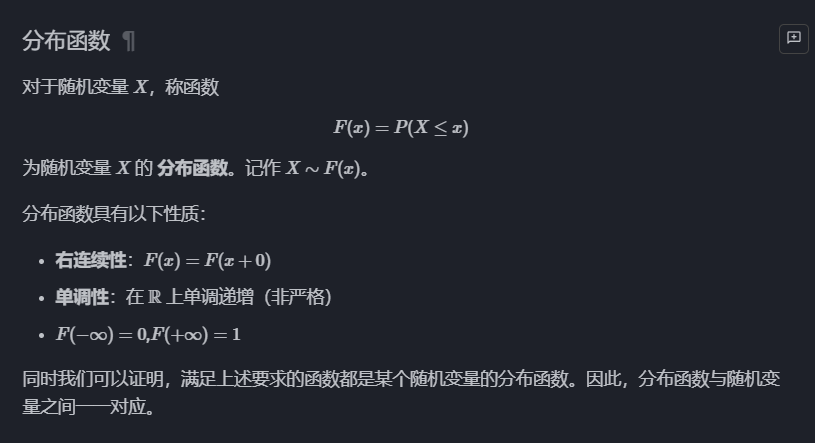 分布函数 ¶
对于随机变量 X，称函数
F(x) = P(X ≤ x)
为随机变量 X 的 分布函数。记作 X ∼ F(x)。
分布函数具有以下性质：
• 右连续性：F(x) = F(x + 0)
• 单调性：在 ℝ 上单调递增（非严格）
• F(−∞) = 0,F(+∞) = 1
同时我们可以证明，满足上述要求的函数都是某个随机变量的分布函数。因此，分布函数与随机变
量之间一一对应。